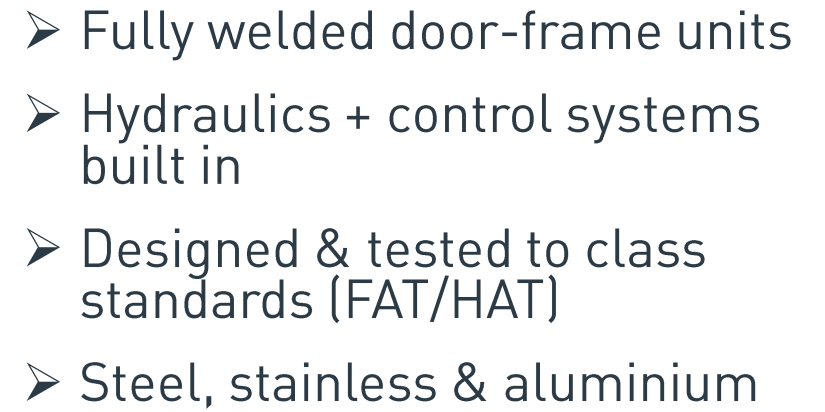 ➢ Fully welded door-frame units
➢ Hydraulics + control systems
built in
➢ Designed & tested to class
standards (FAT/HAT)
➢ Steel, stainless & aluminium